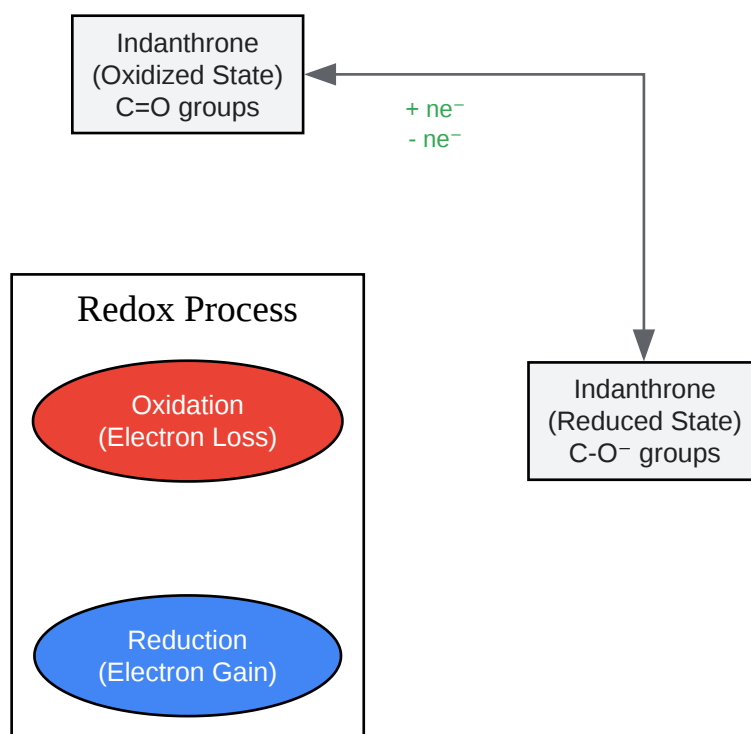 Indanthrone
(Oxidized State)
C=O groups
+ ne⁻
- ne⁻
Redox Process
Oxidation
(Electron Loss)
Indanthrone
(Reduced State)
C-O⁻ groups
Reduction
(Electron Gain)